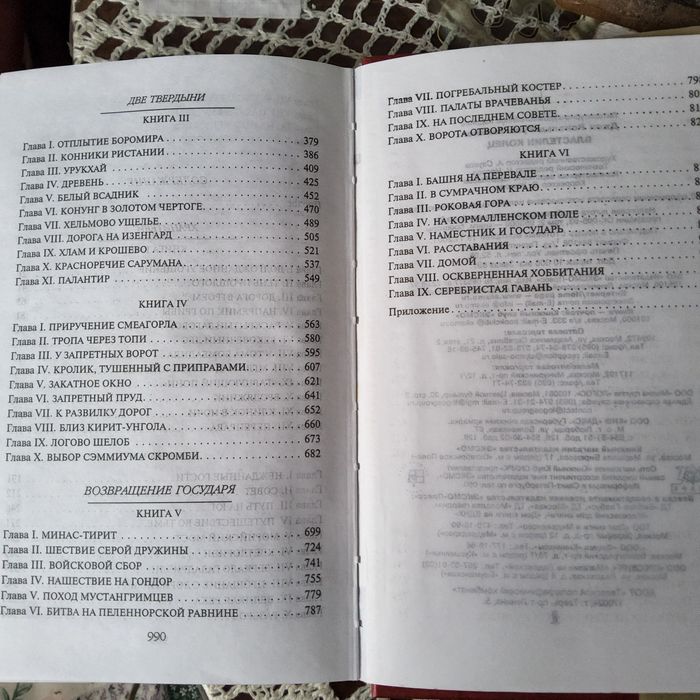 ДВЕ ТВЕРДЫНИ
КНИГА III
Глава I. ОТПЛЫТИЕ БОРОМИРА 379
Глава II. КОННИКИ РИСТАНИИ 386
Глава III. УРУКХАЙ 409
Глава IV. ДРЕВЕНЬ 425
Глава V. БЕЛЫЙ ВСАДНИК 452
Глава VI. КОНУНГ В ЗОЛОТОМ ЧЕРТОГЕ. 470
Глава VII. ХЕЛЬМОВО УЩЕЛЬЕ. 489
Глава VIII. ДОРОГА НА ИЗЕНГАРД 505
Глава IX. ХЛАМ И КРОШЕВО 521
Глава X. КРАСНОРЕЧИЕ САРУМАНА. 537
Глава XI. ПАЛАНТИР 549
КНИГА IV
Глава I. ПРИРУЧЕНИЕ СМЕАГОРЛА 563
Глава II. ТРОПА ЧЕРЕЗ ТОПИ 580
Глава III. У ЗАПРЕТНЫХ ВОРОТ 595
Глава IV. КРОЛИК, ТУШЕННЫЙ С ПРИПРАВАМИ. 607
Глава V. ЗАКАТНОЕ ОКНО 621
Глава VI. ЗАПРЕТНЫЙ ПРУД. 641
Глава VII. К РАЗВИЛКУ ДОРОГ 652
Глава VIII. БЛИЗ КИРИТ-УНГОЛА 660
Глава IX. ЛОГОВО ШЕЛОБ 673
Глава X. ВЫБОР СЭММИУМА СКРОМБИ. 682
ВОЗВРАЩЕНИЕ ГОСУДАРЯ
КНИГА V
Глава I. МИНАС-ТИРИТ 699
Глава II. ШЕСТВИЕ СЕРОЙ ДРУЖИНЫ 724
Глава III. ВОЙСКОВОЙ СБОР 741
Глава IV. НАШЕСТВИЕ НА ГОНДОР 755
Глава V. ПОХОД МУСТАНГРИМЦЕВ 779
Глава VI. БИТВА НА ПЕЛЕННОРСКОЙ РАВНИНЕ 787
990
Глава VII. ПОГРЕБАЛЬНЫЙ КОСТЕР
Глава VIII. ПАЛАТЫ ВРАЧЕВАНЬЯ
Глава IX. НА ПОСЛЕДНЕМ СОВЕТЕ.
Глава X. ВОРОТА ОТВОРЯЮТСЯ
КНИГА VI
Глава I. БАШНЯ НА ПЕРЕВАЛЕ
Глава II. В СУМРАЧНОМ КРАЮ.
Глава III. РОКОВАЯ ГОРА
Глава IV. НА КОРМАЛЛЕНСКОМ ПОЛЕ
Глава V. НАМЕСТНИК И ГОСУДАРЬ
Глава VI. РАССТАВАНИЯ
Глава VII. ДОМОЙ
Глава VIII. ОСКВЕРНЕННАЯ ХОББИТАНИЯ
Глава IX. СЕРЕБРИСТАЯ ГАВАНЬ
Приложение.